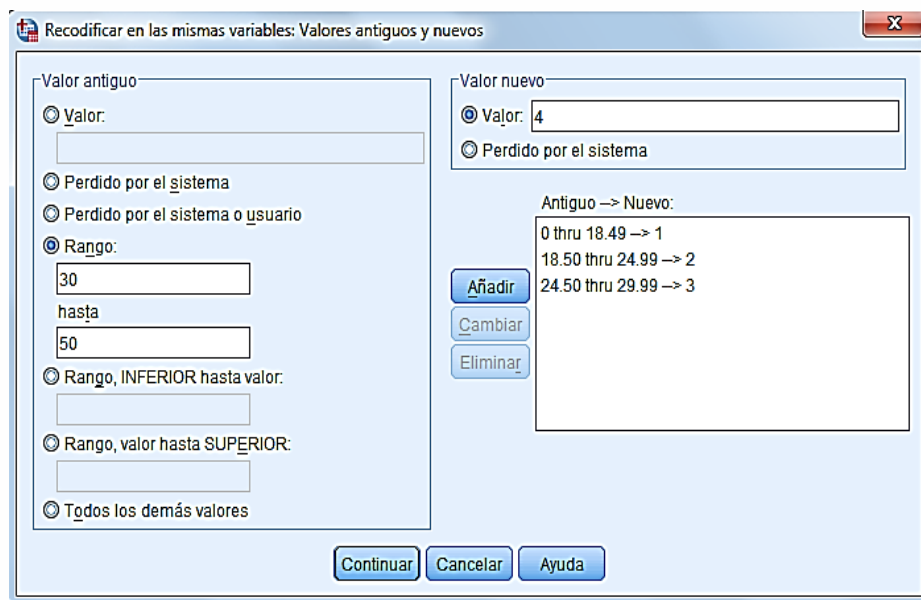 Recodificar en las mismas variables: Valores antiguos y nuevos
Valor antiguo
Valor:
Perdido por el sistema
Perdido por el sistema o usuario
Rango:
30
hasta
50
Rango, INFERIOR hasta valor:
Rango, valor hasta SUPERIOR:
Todos los demás valores
Valor nuevo
Valor: 4
Perdido por el sistema
Antiguo --> Nuevo:
0 thru 18.49 --> 1
18.50 thru 24.99 --> 2
24.50 thru 29.99 --> 3
Añadir
Cambiar
Eliminar
Continuar
Cancelar
Ayuda